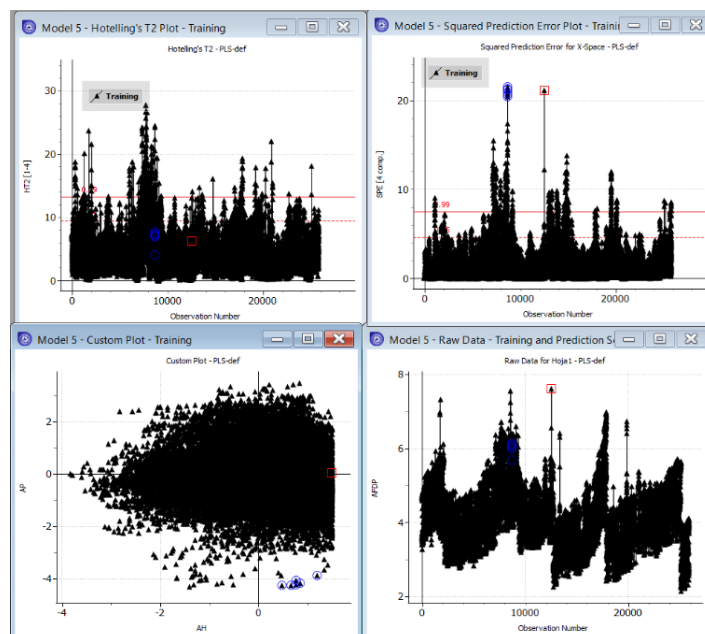 Model 5 - Hotelling's T2 Plot - Training
Hotelling's T2 - PLS-def
Training
30
20
10
0
HT2 [1-4]
0
10000
20000
Observation Number
Model 5 - Squared Prediction Error Plot - Traini
Squared Prediction Error for X-Space - PLS-def
Training
20
10
0
SPE [4 comp.]
.99
0
10000
20000
Observation Number
Model 5 - Custom Plot - Training
Custom Plot - PLS-def
2
0
-2
-4
AP
-4
-2
0
AH
Model 5 - Raw Data - Training and Prediction Se
Raw Data for Hoja1 - PLS-def
8
6
4
2
AFDP
0
10000
20000
Observation Number